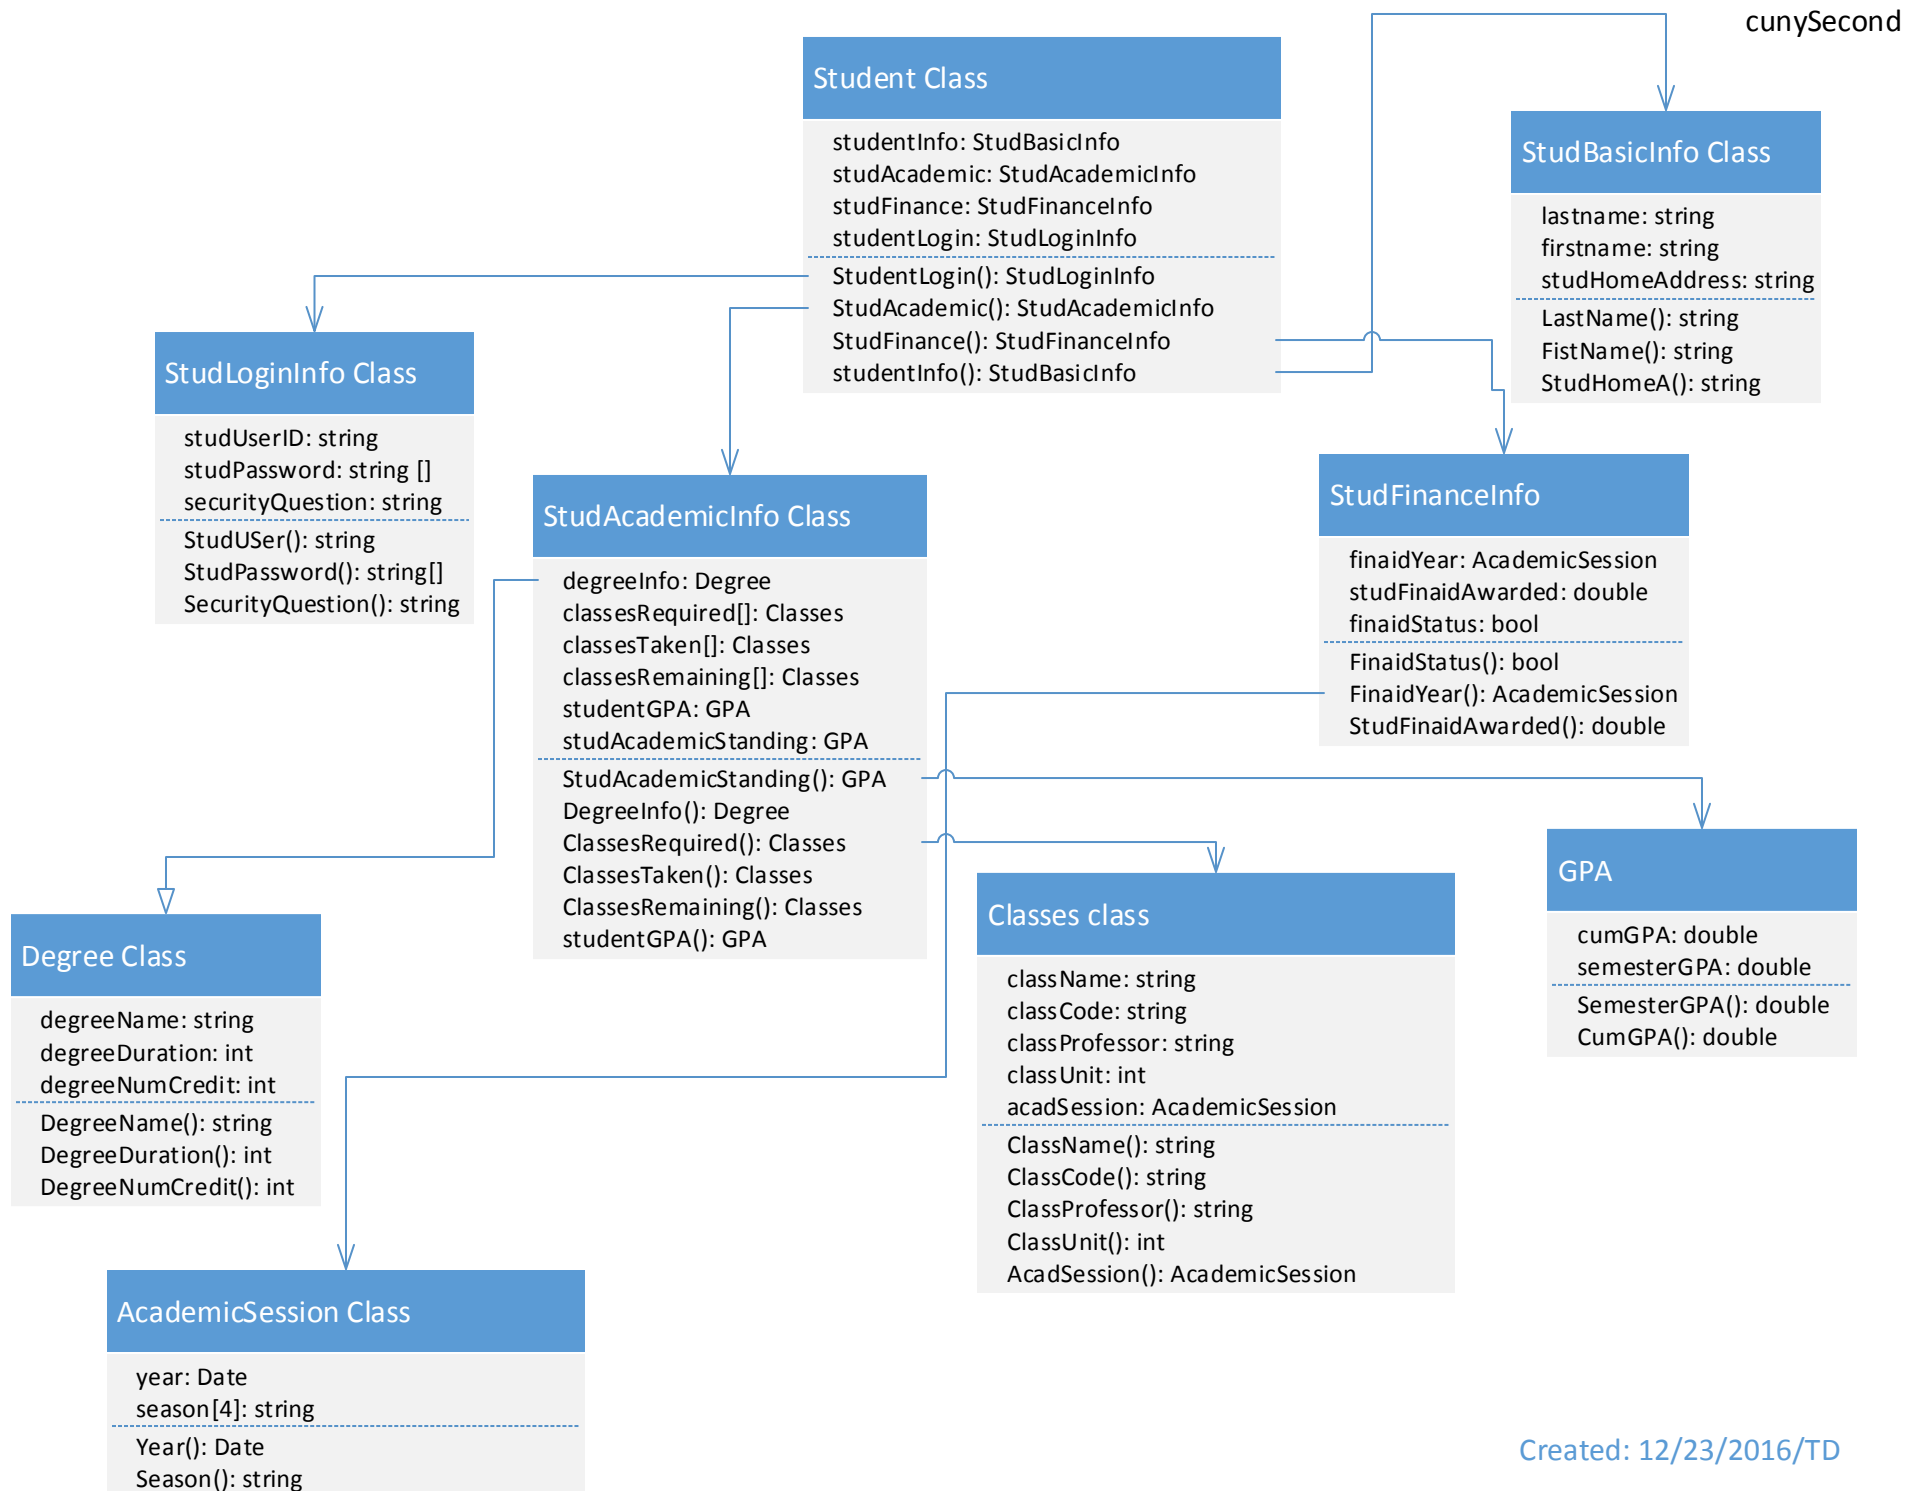 cunySecond
Student Class
studentInfo: StudBasicInfo
studAcademic: StudAcademicInfo
studFinance: StudFinanceInfo
studentLogin: StudLoginInfo
StudentLogin(): StudLoginInfo
StudAcademic(): StudAcademicInfo
StudFinance(): StudFinanceInfo
studentInfo(): StudBasicInfo
StudBasicInfo Class
lastname: string
firstname: string
studHomeAddress: string
LastName(): string
FistName(): string
StudHomeA(): string
StudLoginInfo Class
studUserID: string
studPassword: string []
securityQuestion: string
StudUSer(): string
StudPassword(): string[]
SecurityQuestion(): string
StudAcademicInfo Class
degreeInfo: Degree
classesRequired[]: Classes
classesTaken[]: Classes
classesRemaining[]: Classes
studentGPA: GPA
studAcademicStanding: GPA
StudAcademicStanding(): GPA
DegreeInfo(): Degree
ClassesRequired(): Classes
ClassesTaken(): Classes
ClassesRemaining(): Classes
studentGPA(): GPA
StudFinanceInfo
finaidYear: AcademicSession
studFinaidAwarded: double
finaidStatus: bool
FinaidStatus(): bool
FinaidYear(): AcademicSession
StudFinaidAwarded(): double
GPA
cumGPA: double
semesterGPA: double
SemesterGPA(): double
CumGPA(): double
Classes class
className: string
classCode: string
classProfessor: string
classUnit: int
acadSession: AcademicSession
ClassName(): string
ClassCode(): string
ClassProfessor(): string
ClassUnit(): int
AcadSession(): AcademicSession
Degree Class
degreeName: string
degreeDuration: int
degreeNumCredit: int
DegreeName(): string
DegreeDuration(): int
DegreeNumCredit(): int
AcademicSession Class
year: Date
season[4]: string
Year(): Date
Season(): string
Created: 12/23/2016/TD